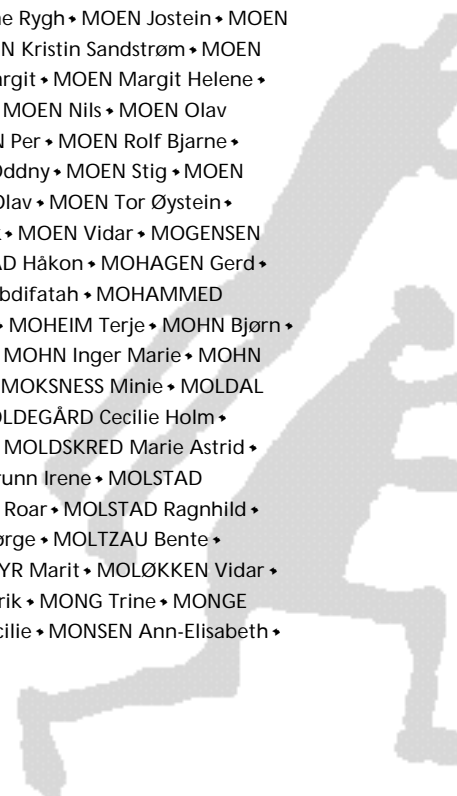 ne Rygh • MOEN Jostein • MOEN
N Kristin Sandstrøm • MOEN
argit • MOEN Margit Helene •
MOEN Nils • MOEN Olav
N Per • MOEN Rolf Bjarne •
Oddny • MOEN Stig • MOEN
Olav • MOEN Tor Øystein •
• MOEN Vidar • MOGENSEN
AD Håkon • MOHAGEN Gerd •
bdifatah • MOHAMMED
• MOHEIM Terje • MOHN Bjørn •
MOHN Inger Marie • MOHN
MOKSNESS Minie • MOLDAL
OLDEGÅRD Cecilie Holm •
MOLDSKRED Marie Astrid •
runn Irene • MOLSTAD
Roar • MOLSTAD Ragnhild •
ørge • MOLTZAU Bente •
YR Marit • MOLØKKEN Vidar •
rik • MONG Trine • MONGE
cilie • MONSEN Ann-Elisabeth •